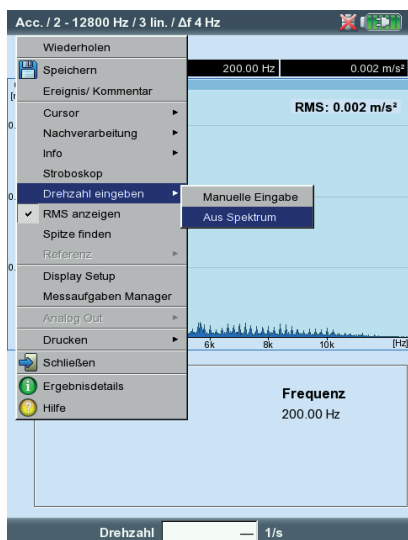 Acc. / 2 - 12800 Hz / 3 lin. / Δf 4 Hz
Wiederholen
Speichern
200.00 Hz 0.002 m/s²
Ereignis/ Kommentar
RMS: 0.002 m/s²
Cursor
Nachverarbeitung
Info
Stroboskop
Drehzahl eingeben
Manuelle Eingabe
RMS anzeigen
Aus Spektrum
Spitze finden
Referenz
Display Setup
Messaufgaben Manager
Analog Out
Drucken
6k 8k 10k [Hz]
Schließen
Ergebnisdetails
Frequenz
Hilfe
200.00 Hz
Drehzahl — 1/s